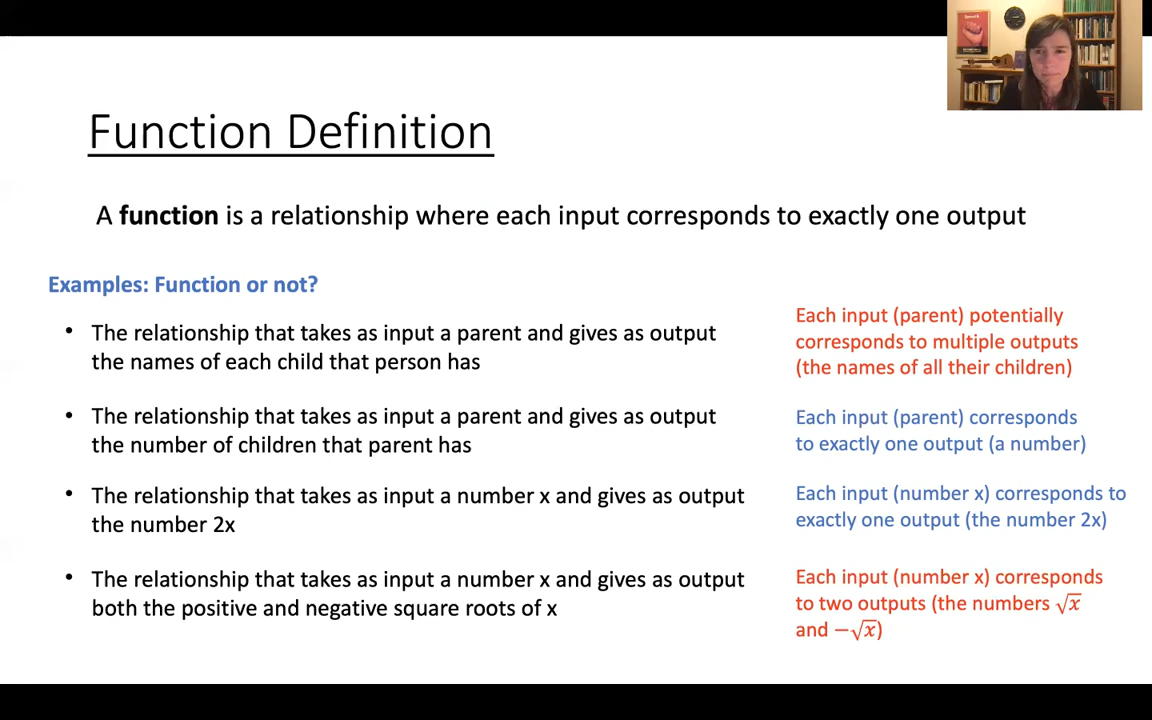 Function Definition
A function is a relationship where each input corresponds to exactly one output
Examples: Function or not?
• The relationship that takes as input a parent and gives as output
the names of each child that person has
Each input (parent) potentially
corresponds to multiple outputs
(the names of all their children)
• The relationship that takes as input a parent and gives as output
the number of children that parent has
Each input (parent) corresponds
to exactly one output (a number)
• The relationship that takes as input a number x and gives as output
the number 2x
Each input (number x) corresponds to
exactly one output (the number 2x)
• The relationship that takes as input a number x and gives as output
both the positive and negative square roots of x
Each input (number x) corresponds
to two outputs (the numbers √x
and −√x)